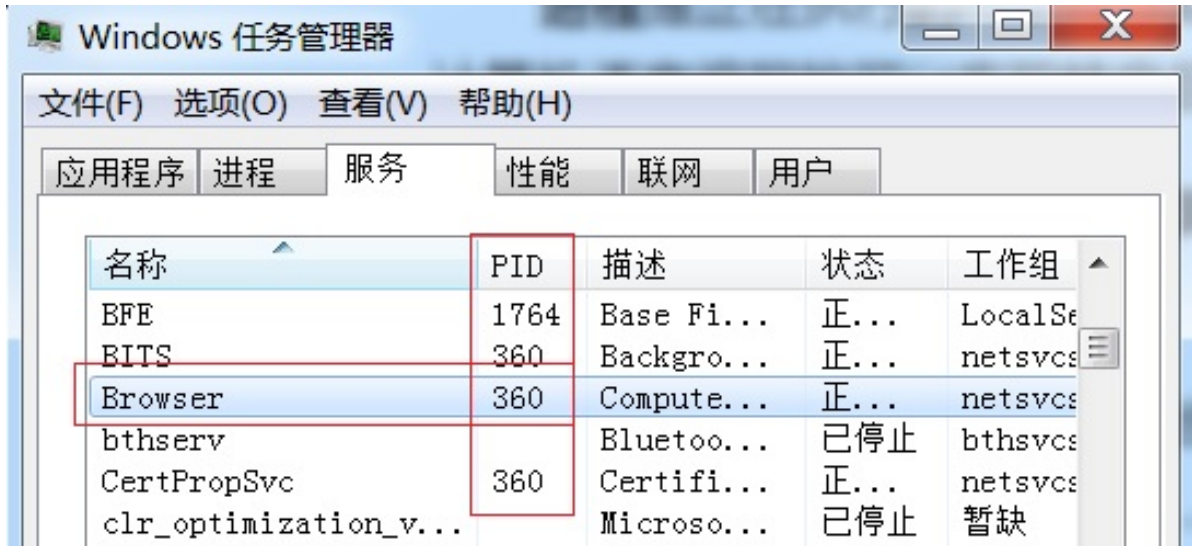 Windows 任务管理器
文件(F) 选项(O) 查看(V) 帮助(H)
应用程序 进程 服务 性能 联网 用户
名称 PID 描述 状态 工作组
BFE 1764 Base Fi... 正... LocalSe
BITS 360 Backgro... 正... netsvcs
Browser 360 Compute... 正... netsvcs
bthserv Bluetoo... 已停止 bthsvcs
CertPropSvc 360 Certifi... 正... netsvcs
clr_optimization_v... Microso... 已停止 暂缺